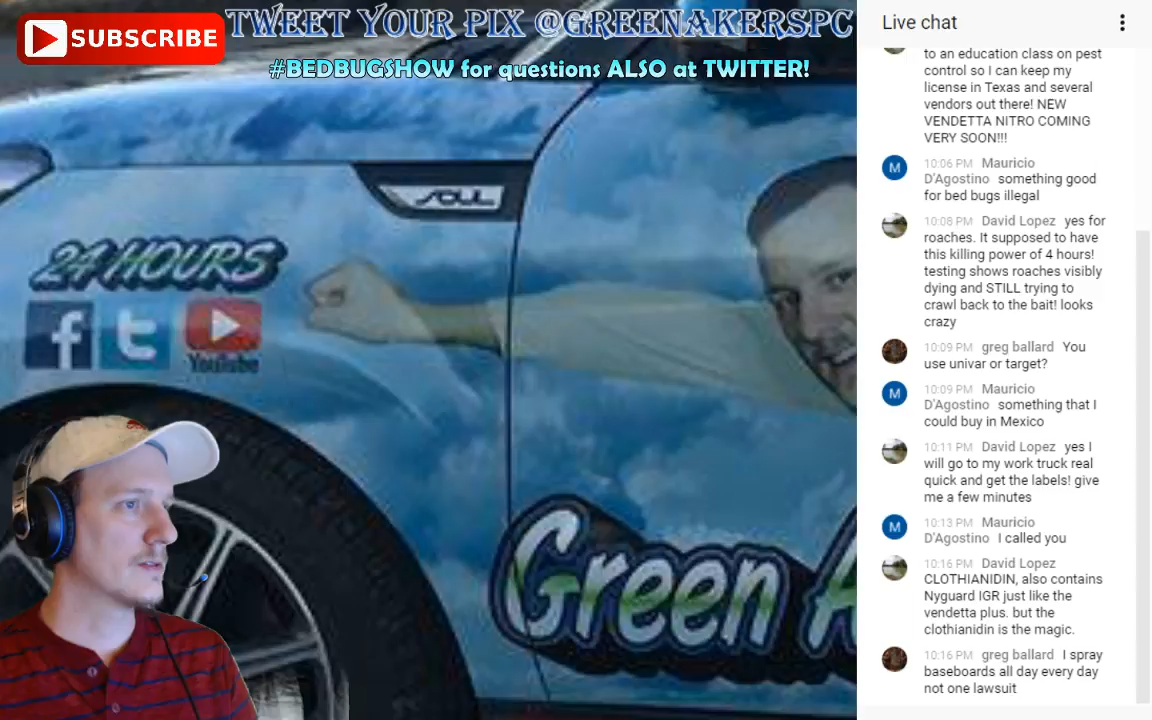 SUBSCRIBE
TWEET YOUR PIX @GREENAKERSPC
#BEDBUGSHOW for questions ALSO at TWITTER!
SOUL
24 HOURS
f t
YouTube
Green A
Live chat
to an education class on pest
control so I can keep my
license in Texas and several
vendors out there! NEW
VENDETTA NITRO COMING
VERY SOON!!!
M
10:06 PM Mauricio
D'Agostino something good
for bed bugs illegal
10:08 PM David Lopez yes for
roaches. It supposed to have
this killing power of 4 hours!
testing shows roaches visibly
dying and STILL trying to
crawl back to the bait! looks
crazy
10:09 PM greg ballard You
use univar or target?
M
10:09 PM Mauricio
D'Agostino something that I
could buy in Mexico
10:11 PM David Lopez yes I
will go to my work truck real
quick and get the labels! give
me a few minutes
M
10:13 PM Mauricio
D'Agostino I called you
10:16 PM David Lopez
CLOTHIANIDIN, also contains
Nyguard IGR just like the
vendetta plus. but the
clothianidin is the magic.
10:16 PM greg ballard I spray
baseboards all day every day
not one lawsuit